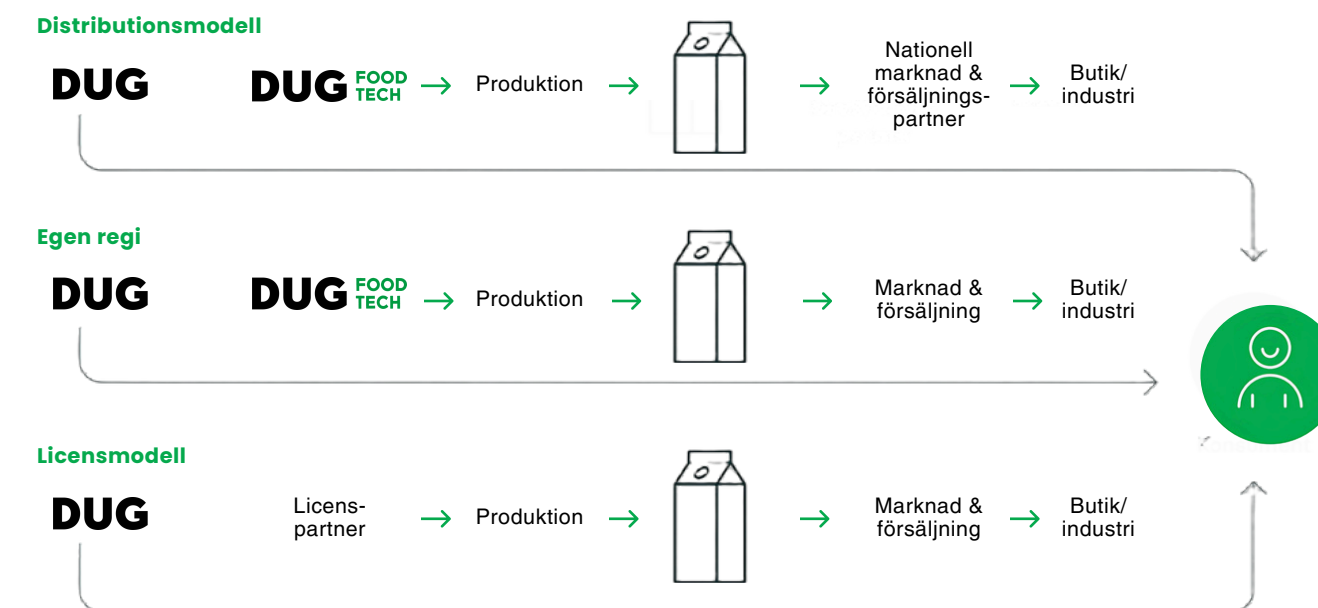 Distributionsmodell
DUG
DUG FOOD
TECH
Produktion
Nationell
marknad &
försäljnings-
partner
Butik/
industri
Egen regi
DUG
DUG FOOD
TECH
Produktion
Marknad &
försäljning
Butik/
industri
Licensmodell
DUG
Licens-
partner
Produktion
Marknad &
försäljning
Butik/
industri